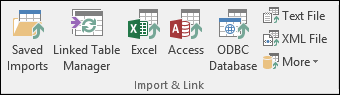 Saved Imports
Linked Table Manager
Excel
Access
ODBC Database
Text File
XML File
More
Import & Link